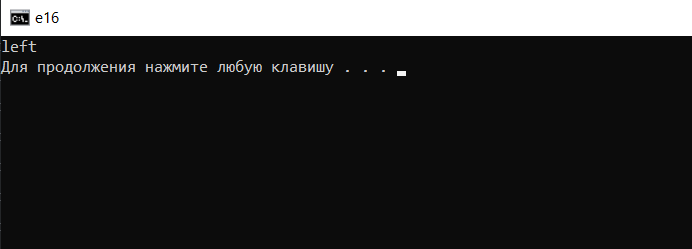 e16
left
Для продолжения нажмите любую клавишу . . .